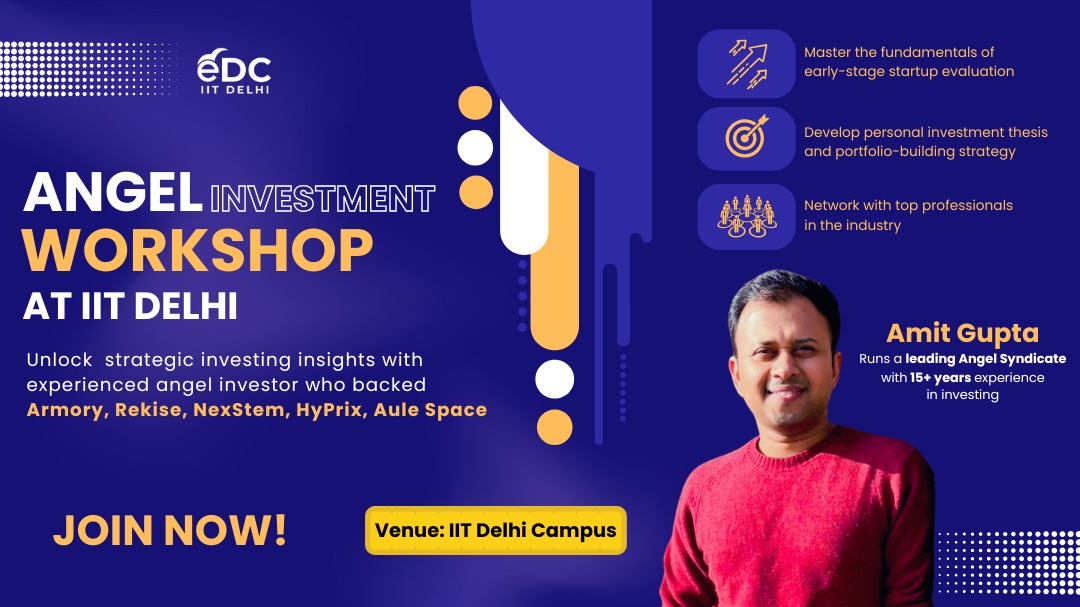 eDC
IIT DELHI
ANGEL INVESTMENT
WORKSHOP
AT IIT DELHI
Unlock strategic investing insights with
experienced angel investor who backed
Armory, Rekise, NexStem, HyPrix, Aule Space
JOIN NOW!
Venue: IIT Delhi Campus
Master the fundamentals of
early-stage startup evaluation
Develop personal investment thesis
and portfolio-building strategy
Network with top professionals
in the industry
Amit Gupta
Runs a leading Angel Syndicate
with 15+ years experience
in investing